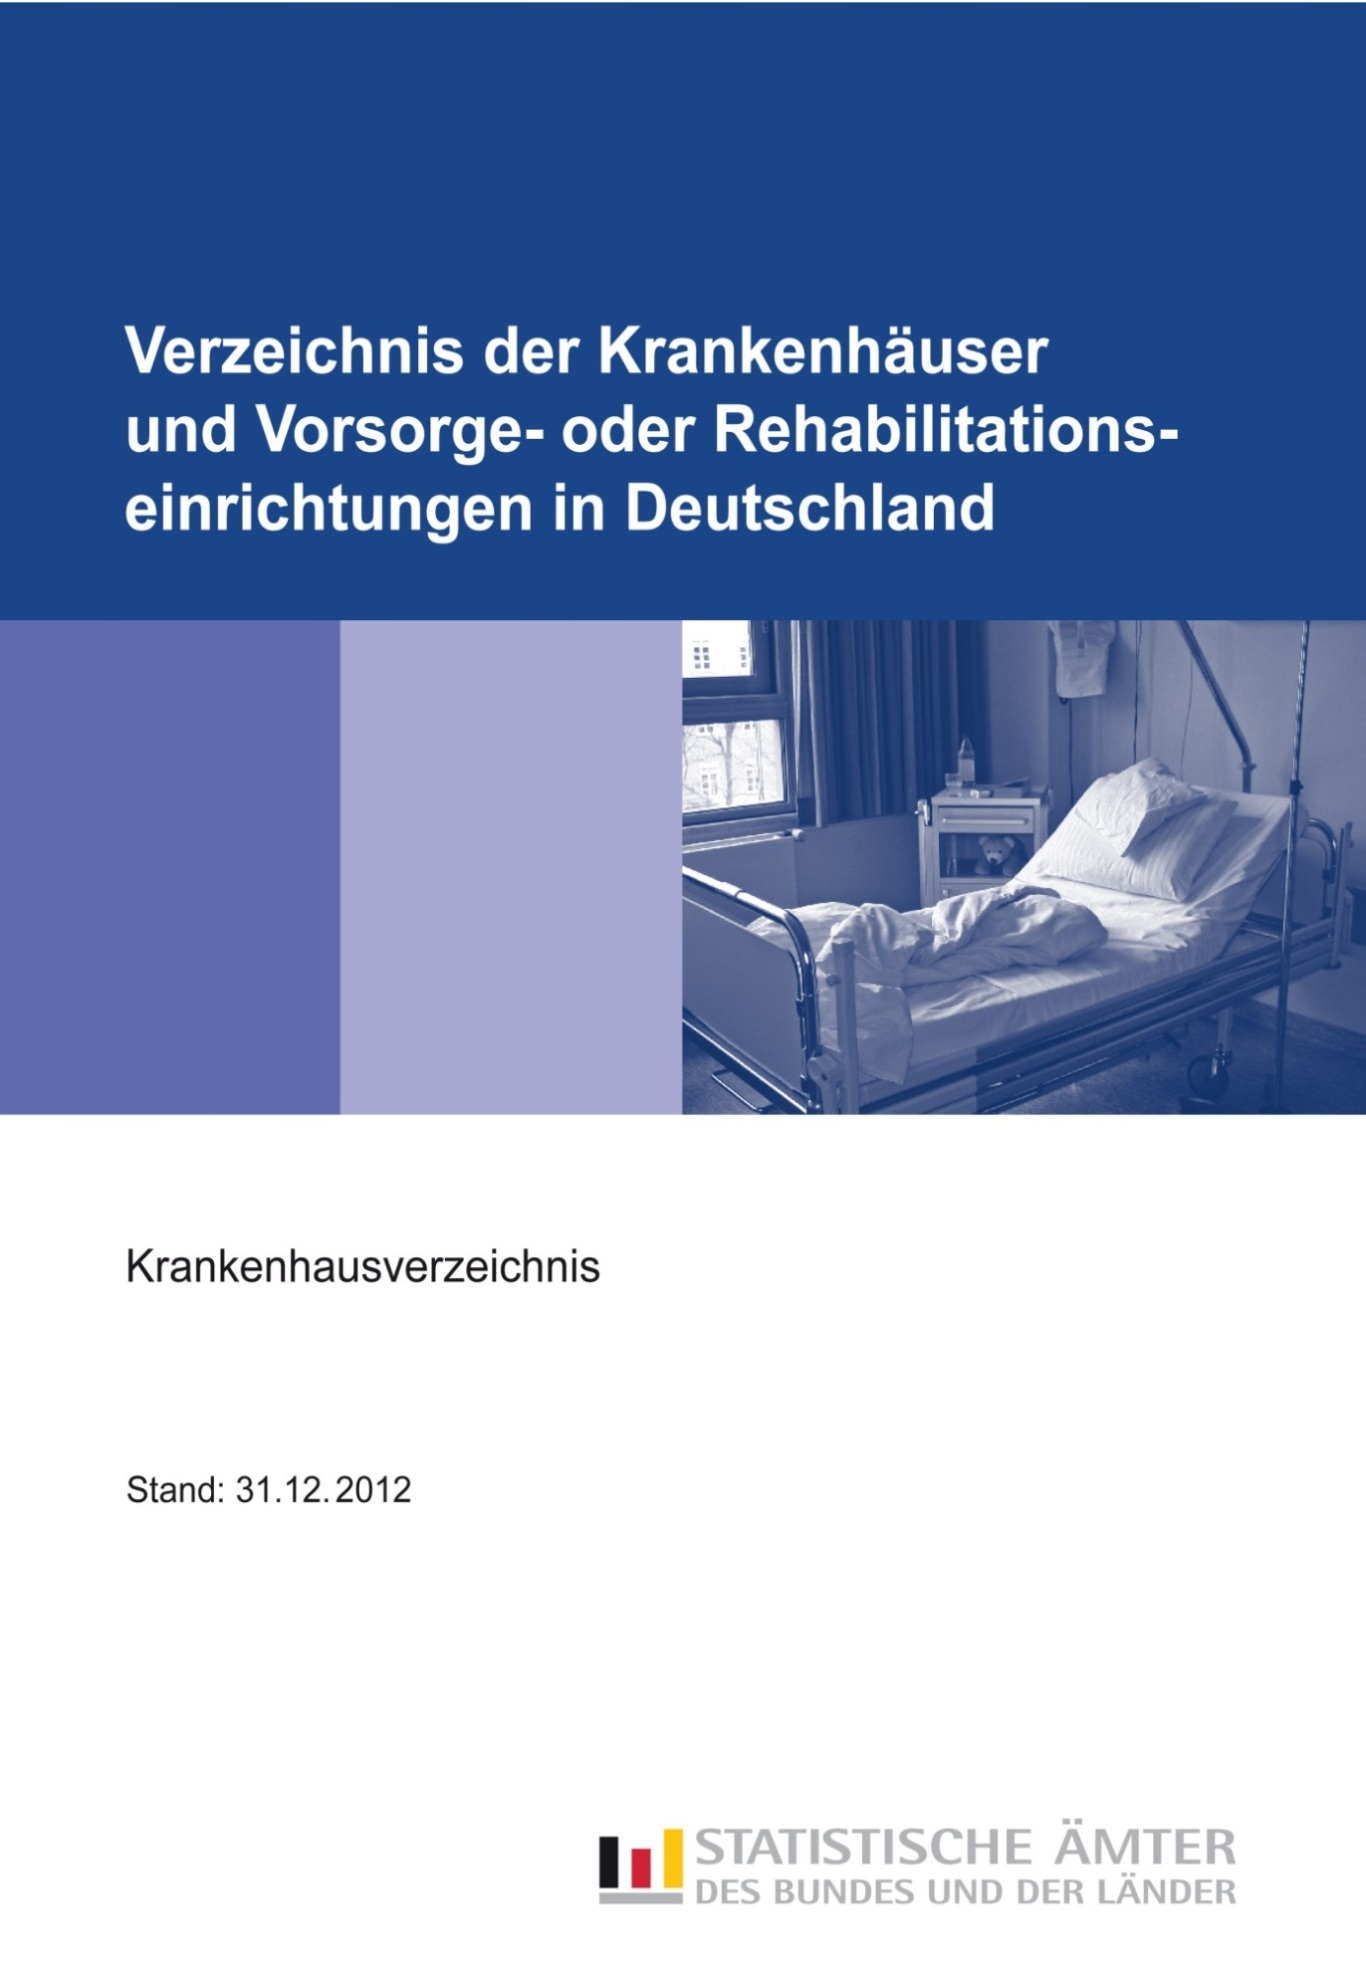 Verzeichnis der Krankenhäuser
und Vorsorge- oder Rehabilitations-
einrichtungen in Deutschland
Krankenhausverzeichnis
Stand: 31.12.2012
STATISTISCHE ÄMTER
DES BUNDES UND DER LÄNDER